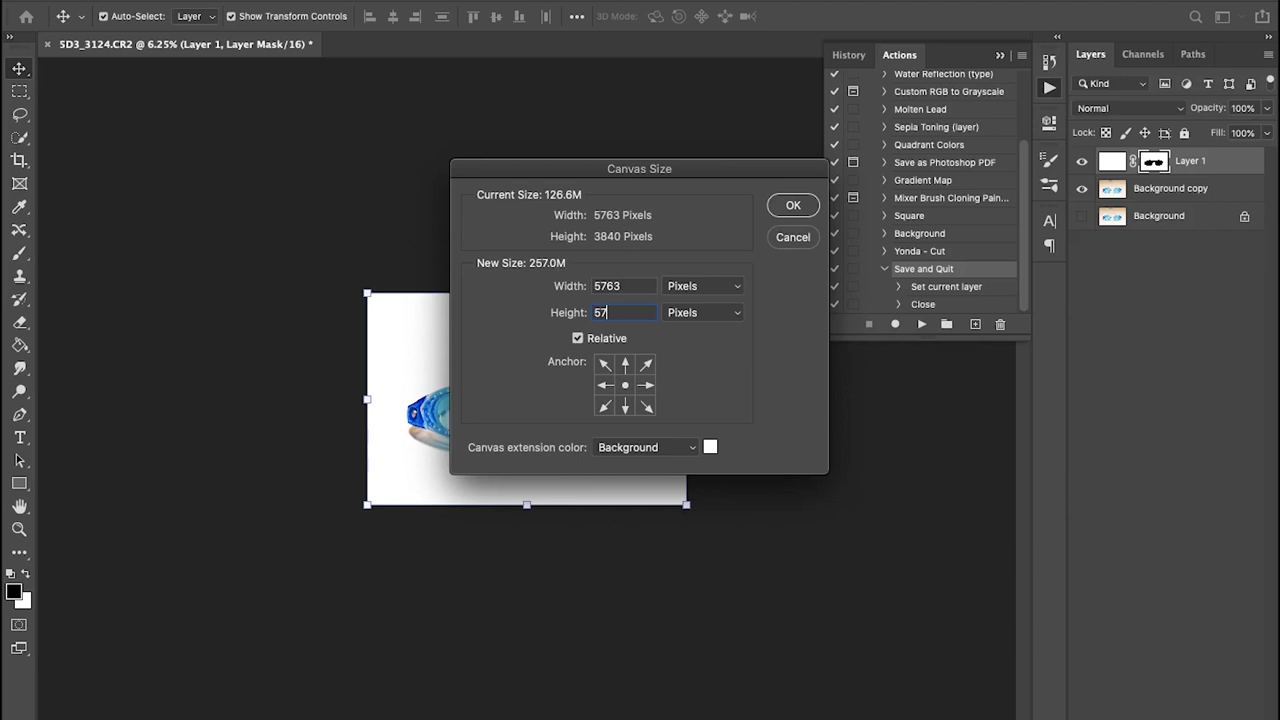 Auto-Select: Layer Show Transform Controls 3D Mode:
5D3_3124.CR2 @ 6.25% (Layer 1, Layer Mask/16) *
History Actions
Water Reflection (type)
Custom RGB to Grayscale
Molten Lead
Sepia Toning (layer)
Quadrant Colors
Save as Photoshop PDF
Gradient Map
Mixer Brush Cloning Pain...
Square
Background
Yonda - Cut
Save and Quit
Set current layer
Close
Layers Channels Paths
Kind
Normal Opacity: 100%
Lock: Fill: 100%
Layer 1
Background copy
Background
Canvas Size
Current Size: 126.6M
Width: 5763 Pixels
Height: 3840 Pixels
OK
Cancel
New Size: 257.0M
Width: 5763 Pixels
Height: 57 Pixels
Relative
Anchor:
Canvas extension color: Background